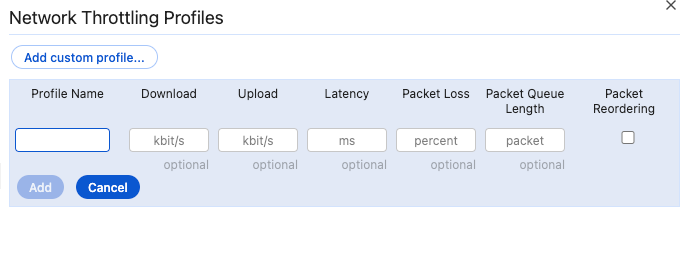 Network Throttling Profiles
Add custom profile...
Profile Name Download Upload Latency Packet Loss Packet Queue Length Packet Reordering
kbit/s kbit/s ms percent packet
optional optional optional optional optional
Add Cancel